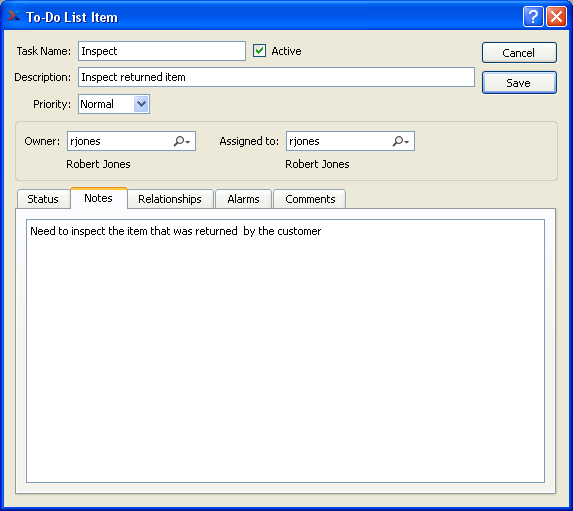 To-Do List Item
Task Name: Inspect Active Cancel
Description: Inspect returned item Save
Priority: Normal
Owner: rjones Assigned to: rjones
Robert Jones Robert Jones
Status Notes Relationships Alarms Comments
Need to inspect the item that was returned  by the customer